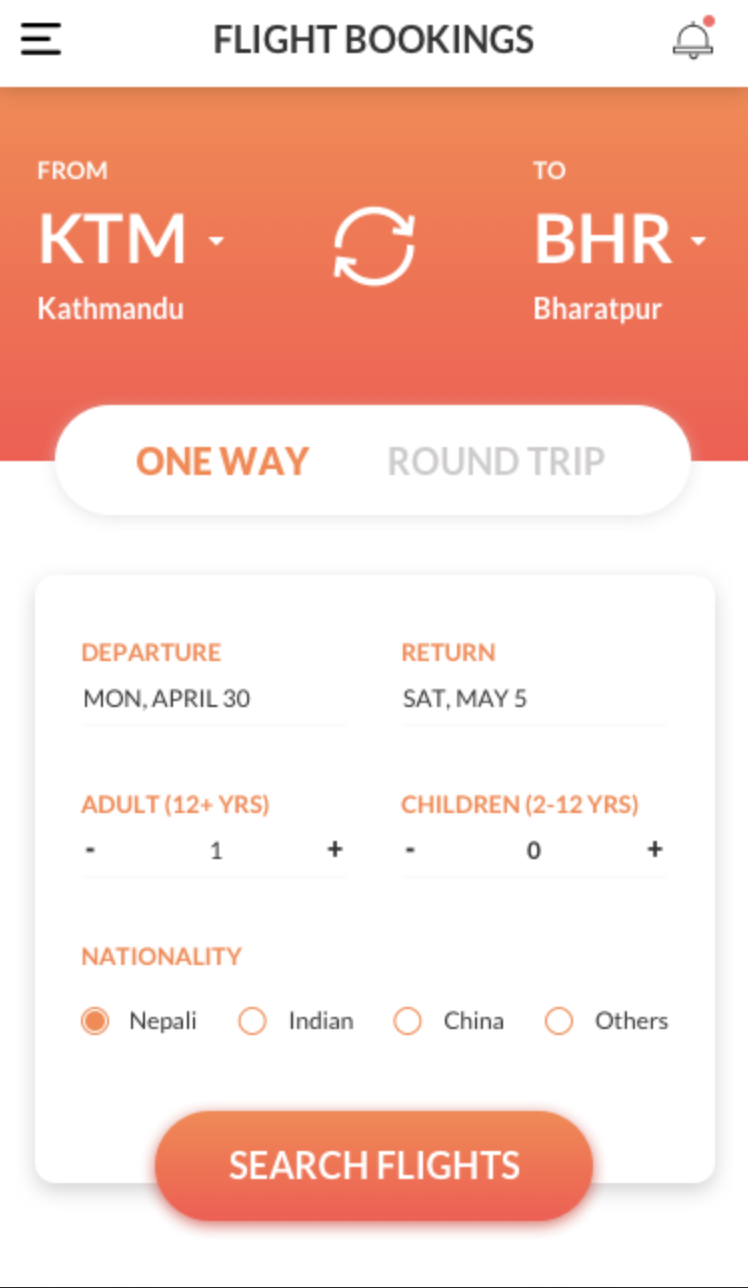 FLIGHT BOOKINGS
FROM
TO
KTM
BHR
Kathmandu
Bharatpur
ONE WAY
ROUND TRIP
DEPARTURE
RETURN
MON, APRIL 30
SAT, MAY 5
ADULT (12+ YRS)
CHILDREN (2-12 YRS)
- 1 +
- 0 +
NATIONALITY
Nepali Indian China Others
SEARCH FLIGHTS